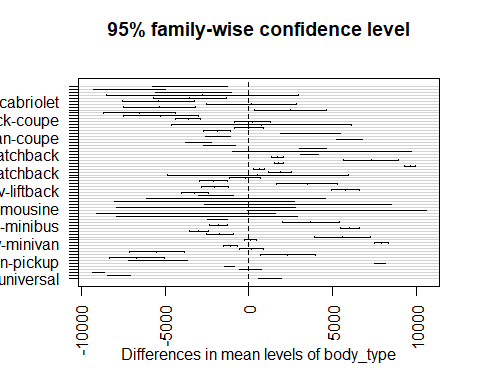 95% family-wise confidence level
cabriolet
ck-coupe
an-coupe
atchback
atchback
v-liftback
mousine
-minibus
-minivan
n-pickup
universal
-10000
-5000
0
5000
10000
Differences in mean levels of body_type